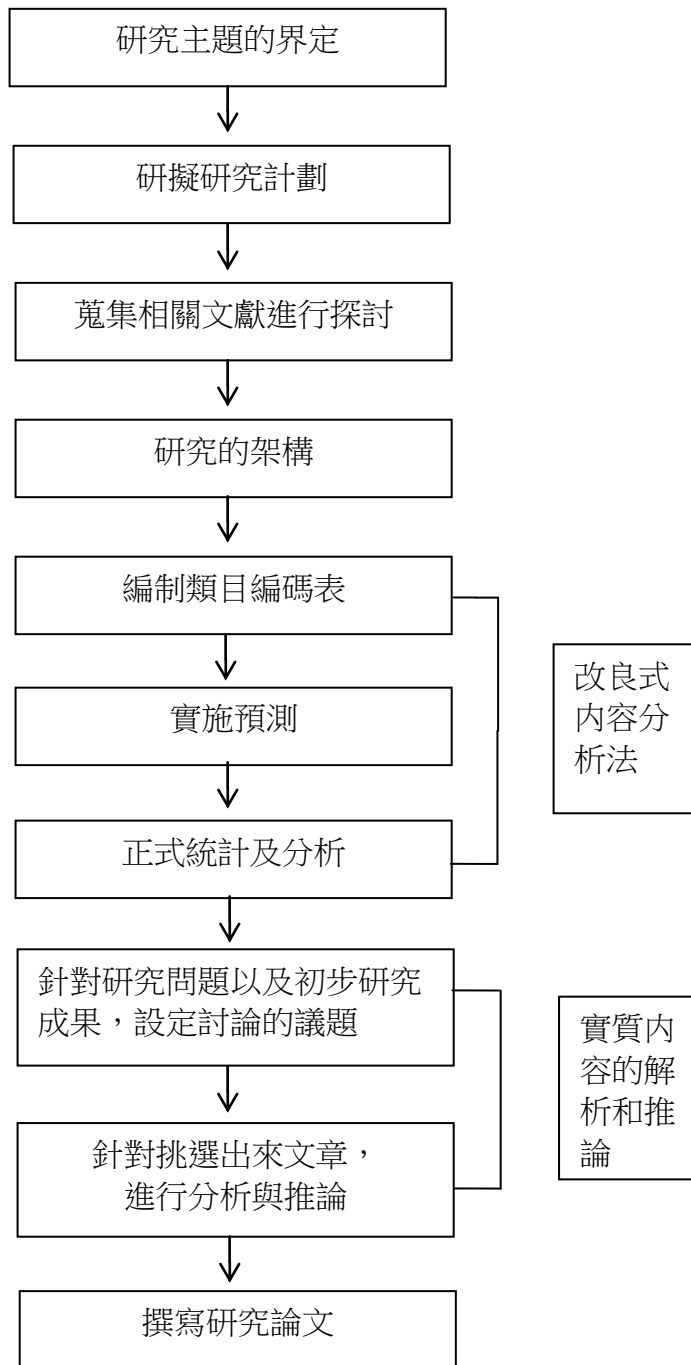 研究主題的界定
研擬研究計劃
蒐集相關文獻進行探討
研究的架構
編制類目編碼表
實施預測
正式統計及分析
改良式
內容分
析法
針對研究問題以及初步研究
成果，設定討論的議題
針對挑選出來文章，
進行分析與推論
實質內
容的解
析和推
論
撰寫研究論文